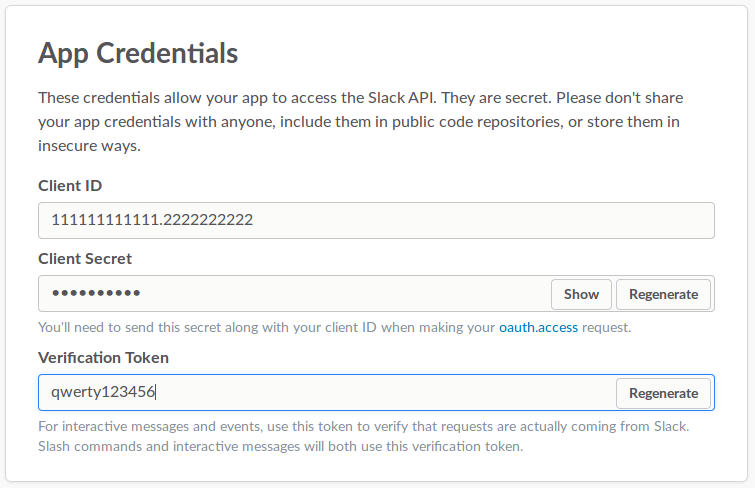 App Credentials
These credentials allow your app to access the Slack API. They are secret. Please don't share
your app credentials with anyone, include them in public code repositories, or store them in
insecure ways.
Client ID
111111111111.2222222222
Client Secret
●●●●●●●●●●
Show
Regenerate
You'll need to send this secret along with your client ID when making your oauth.access request.
Verification Token
qwerty123456
Regenerate
For interactive messages and events, use this token to verify that requests are actually coming from Slack.
Slash commands and interactive messages will both use this verification token.